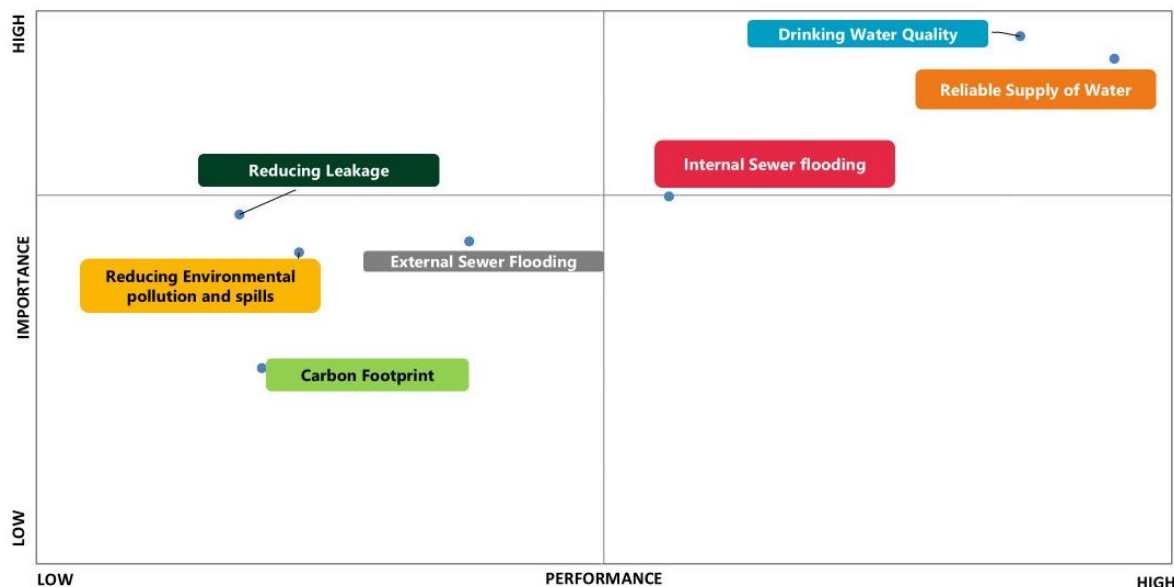 HIGH
Drinking Water Quality
Reliable Supply of Water
Internal Sewer flooding
Reducing Leakage
External Sewer Flooding
Reducing Environmental
pollution and spills
Carbon Footprint
IMPORTANCE
LOW
LOW
PERFORMANCE
HIGH